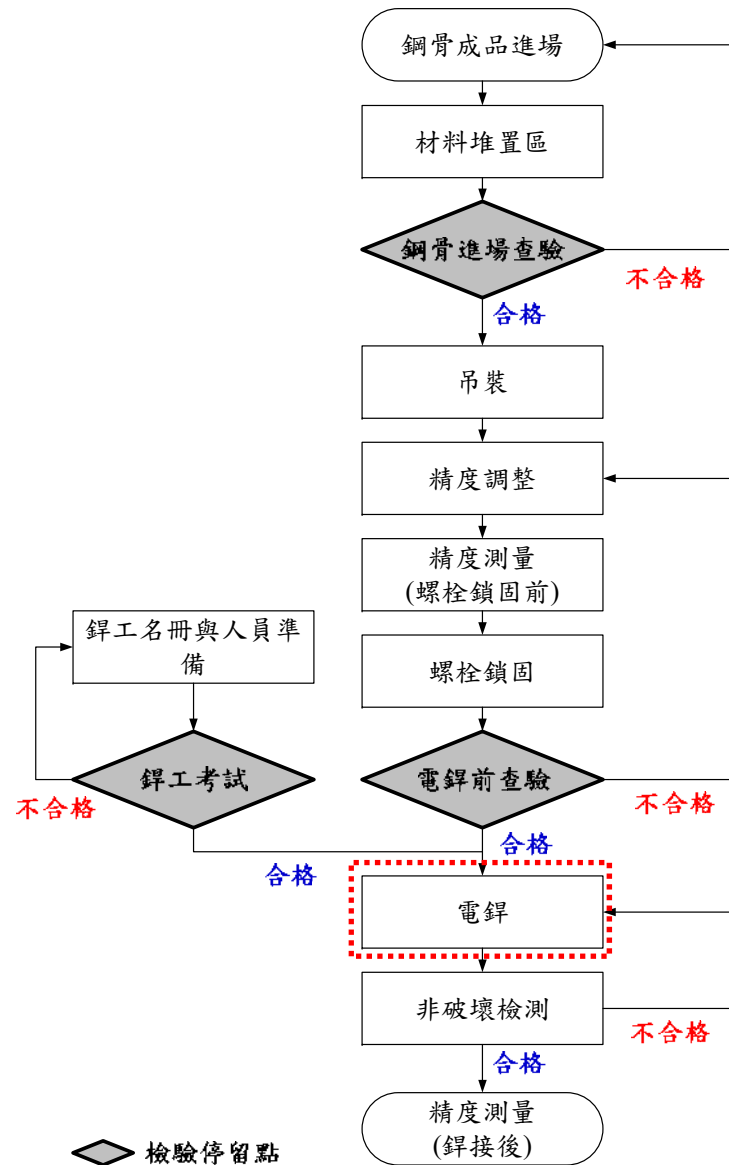 鋼骨成品進場
材料堆置區
鋼骨進場查驗
不合格
合格
吊裝
精度調整
精度測量
(螺栓鎖固前)
銲工名冊與人員準
備
螺栓鎖固
銲工考試
電銲前查驗
不合格
不合格
合格
合格
電銲
非破壞檢測
不合格
合格
精度測量
(銲接後)
檢驗停留點